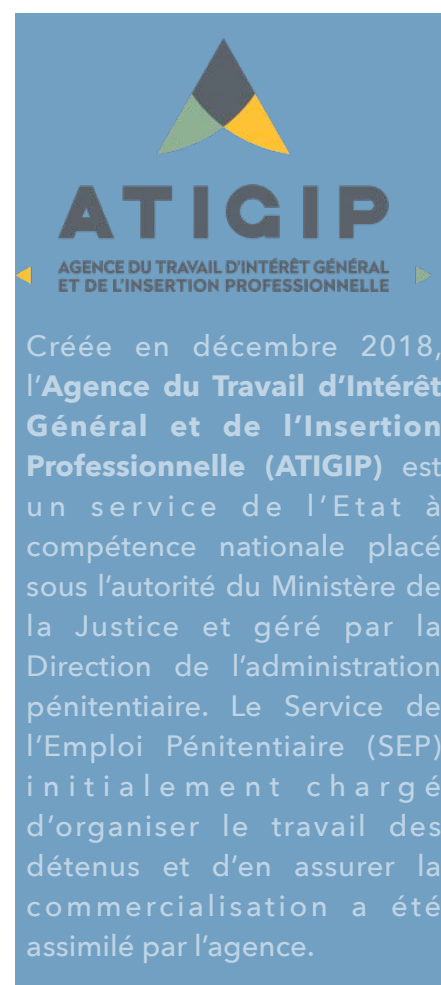 ATIGIP
AGENCE DU TRAVAIL D'INTÉRÊT GÉNÉRAL
ET DE L'INSERTION PROFESSIONNELLE
Créée en décembre 2018,
l'Agence du Travail d'Intérêt
Général et de l'Insertion
Professionnelle (ATIGIP) est
un service de l'Etat à
compétence nationale placé
sous l'autorité du Ministère de
la Justice et géré par la
Direction de l'administration
pénitentiaire. Le Service de
l'Emploi Pénitentiaire (SEP)
initialement chargé
d'organiser le travail des
détenus et d'en assurer la
commercialisation a été
assimilé par l'agence.